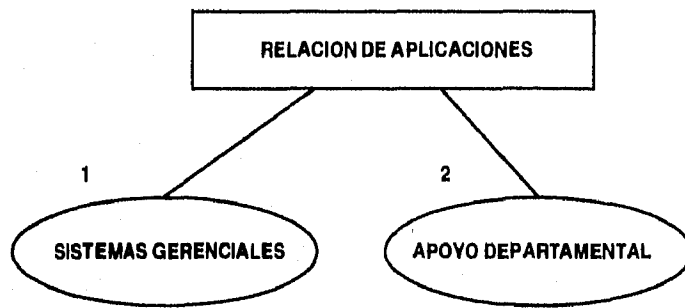 RELACION DE APLICACIONES
1
2
SISTEMAS GERENCIALES
APOYO DEPARTAMENTAL